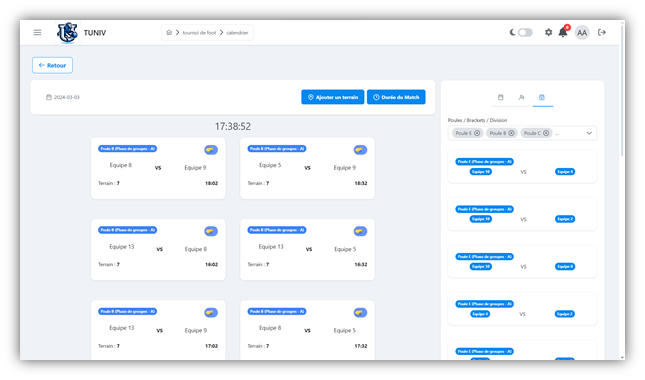 TUNIV
tournoi de foot > calendrier
AA
← Retour
2024-03-03
Ajouter un terrain
Durée du Match
17:38:52
Poule B (Phase de groupes - A)
Equipe 8 VS Equipe 9
Terrain : 7 18:02
Poule B (Phase de groupes - A)
Equipe 5 VS Equipe 9
Terrain : 7 18:32
Poule B (Phase de groupes - A)
Equipe 13 VS Equipe 8
Terrain : 7 16:02
Poule B (Phase de groupes - A)
Equipe 13 VS Equipe 5
Terrain : 7 16:32
Poule B (Phase de groupes - A)
Equipe 13 VS Equipe 9
Terrain : 7 17:02
Poule B (Phase de groupes - A)
Equipe 8 VS Equipe 5
Terrain : 7 17:32
Poules / Brackets / Division
Poule E Poule B Poule C ...
Poule E (Phase de groupes - A)
Equipe 10 VS Equipe 4
Poule E (Phase de groupes - A)
Equipe 10 VS Equipe 2
Poule E (Phase de groupes - A)
Equipe 10 VS
Poule E (Phase de groupes - A)
VS Equipe 2
Poule E (Phase de groupes - A)